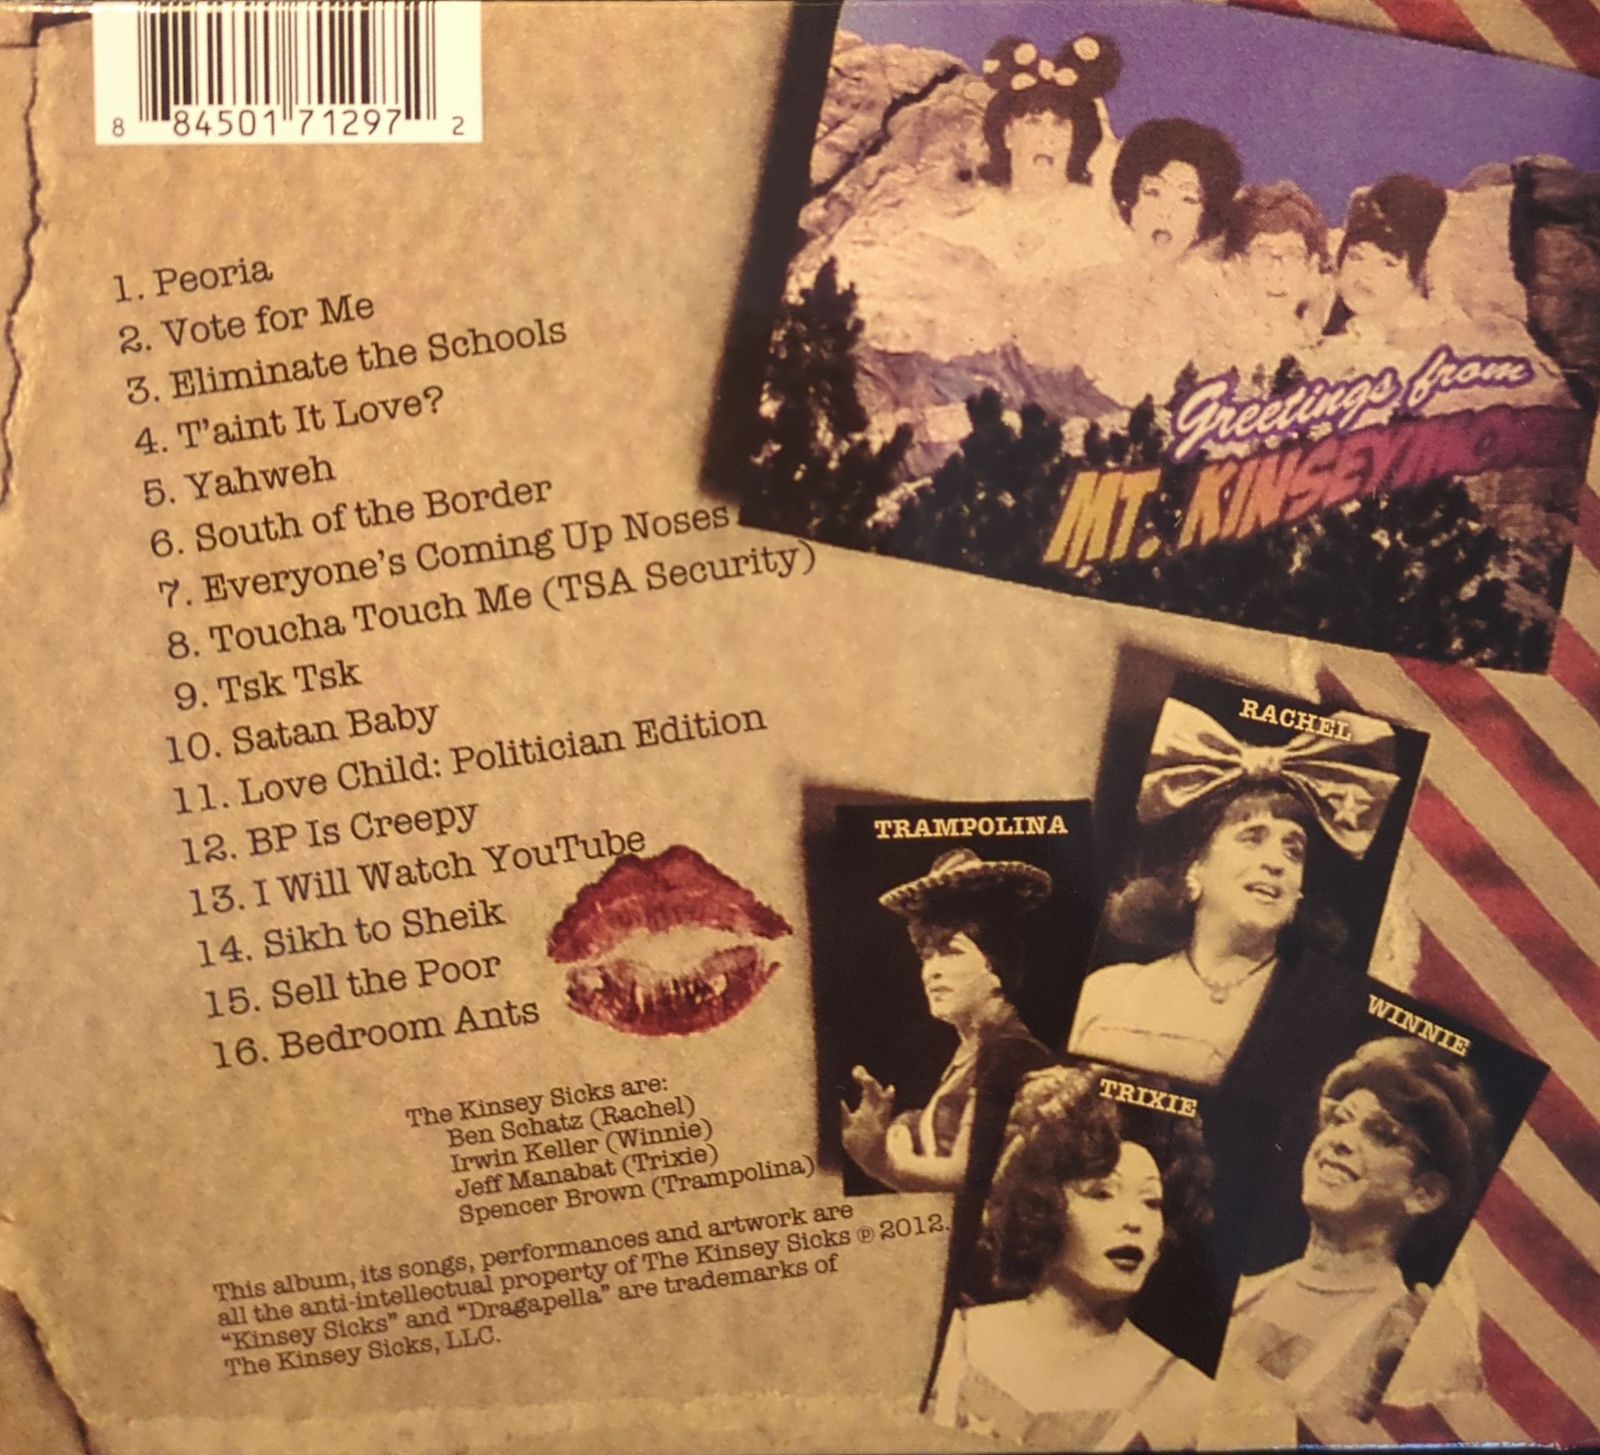 8 84501 71297 2
1. Peoria
2. Vote for Me
3. Eliminate the Schools
4. T'aint It Love?
5. Yahweh
6. South of the Border
7. Everyone's Coming Up Noses
8. Toucha Touch Me (TSA Security)
9. Tsk Tsk
10. Satan Baby
11. Love Child: Politician Edition
12. BP Is Creepy
13. I Will Watch YouTube
14. Sikh to Sheik
15. Sell the Poor
16. Bedroom Ants
The Kinsey Sicks are:
Ben Schatz (Rachel)
Irwin Keller (Winnie)
Jeff Manabat (Trixie)
Spencer Brown (Trampolina)
This album, its songs, performances and artwork are
all the anti-intellectual property of The Kinsey Sicks ℗ 2012.
"Kinsey Sicks" and "Dragapella" are trademarks of
The Kinsey Sicks, LLC.
Greetings from
MT.
RACHEL
TRAMPOLINA
WINNIE
TRIXIE